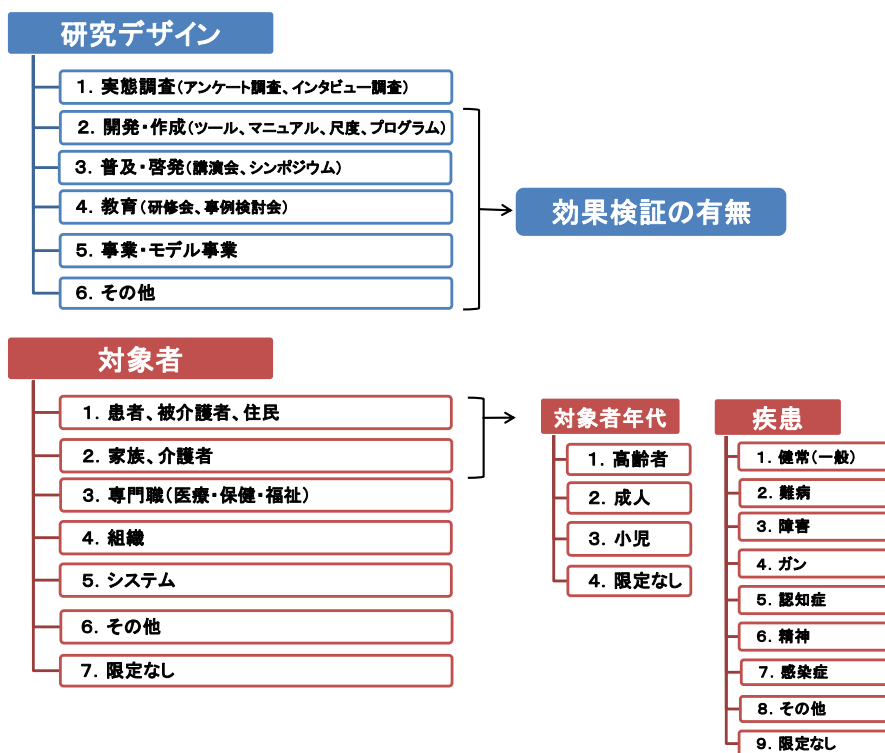 研究デザイン
1. 実態調査(アンケート調査、インタビュー調査)
2. 開発・作成(ツール、マニュアル、尺度、プログラム)
3. 普及・啓発(講演会、シンポジウム)
4. 教育(研修会、事例検討会)
5. 事業・モデル事業
6. その他
効果検証の有無
対象者
1. 患者、被介護者、住民
2. 家族、介護者
3. 専門職(医療・保健・福祉)
4. 組織
5. システム
6. その他
7. 限定なし
対象者年代
1. 高齢者
2. 成人
3. 小児
4. 限定なし
疾患
1. 健常(一般)
2. 難病
3. 障害
4. ガン
5. 認知症
6. 精神
7. 感染症
8. その他
9. 限定なし